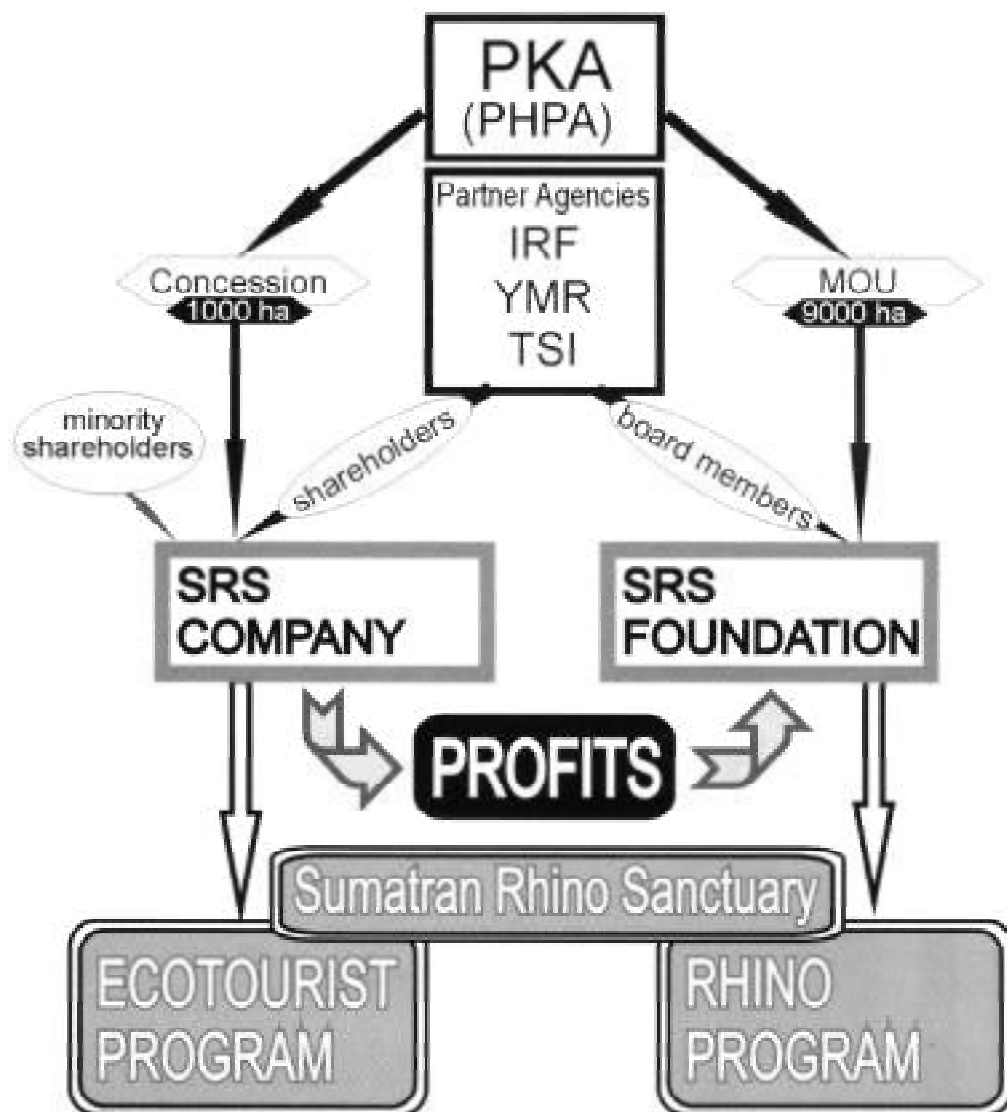 PKA
(PHPA)
Partner Agencies
IRF
YMR
TSI
Concession
1000 ha
MOU
9000 ha
minority
shareholders
shareholders
board members
SRS
COMPANY
SRS
FOUNDATION
PROFITS
Sumatran Rhino Sanctuary
ECOTOURIST
PROGRAM
RHINO
PROGRAM